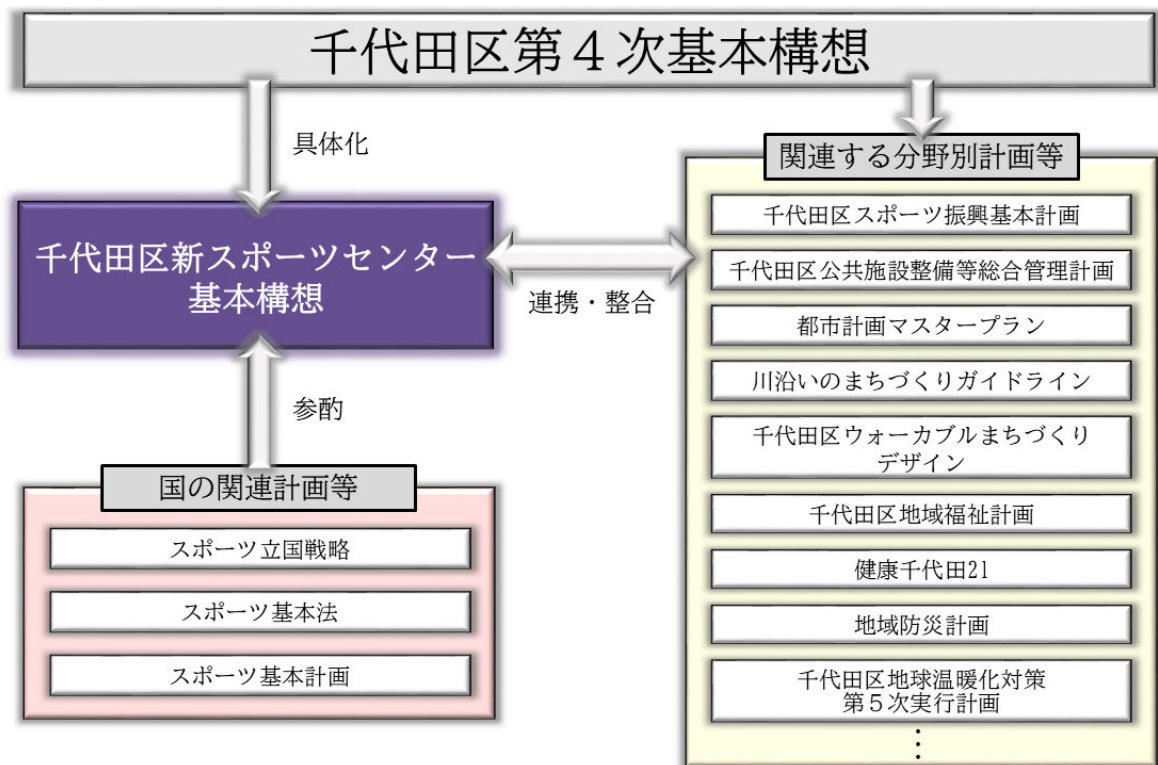 千代田区第４次基本構想
具体化
千代田区新スポーツセンター
基本構想
連携・整合
参酌
国の関連計画等
スポーツ立国戦略
スポーツ基本法
スポーツ基本計画
関連する分野別計画等
千代田区スポーツ振興基本計画
千代田区公共施設整備等総合管理計画
都市計画マスタープラン
川沿いのまちづくりガイドライン
千代田区ウォーカブルまちづくり
デザイン
千代田区地域福祉計画
健康千代田21
地域防災計画
千代田区地球温暖化対策
第５次実行計画
⋮